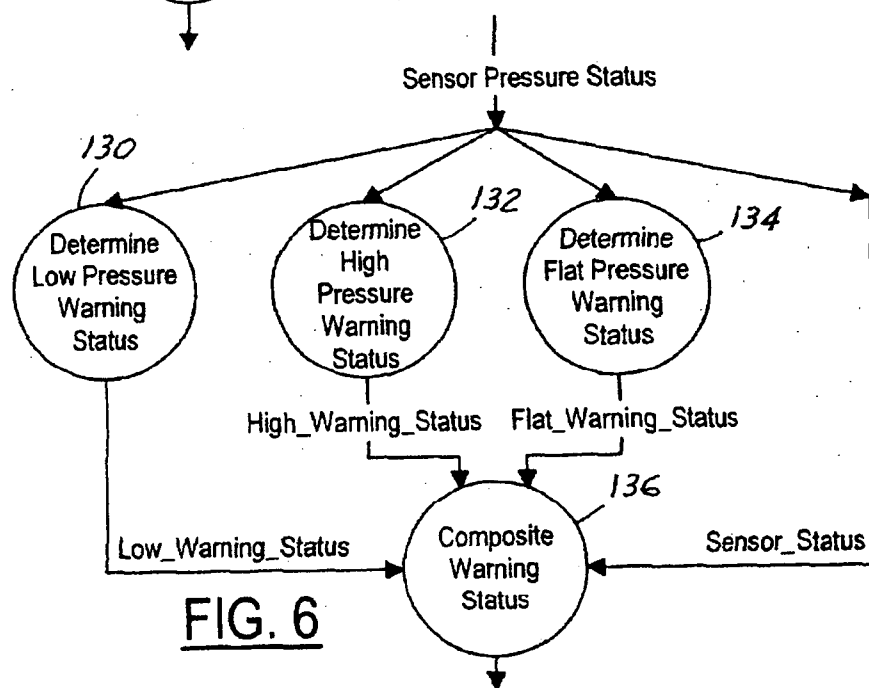 Sensor Pressure Status
130
132
134
Determine
Low Pressure
Warning
Status
Determine
High
Pressure
Warning
Status
Determine
Flat Pressure
Warning
Status
High_Warning_Status
Flat_Warning_Status
136
Composite
Warning
Status
Low_Warning_Status
Sensor_Status
FIG. 6